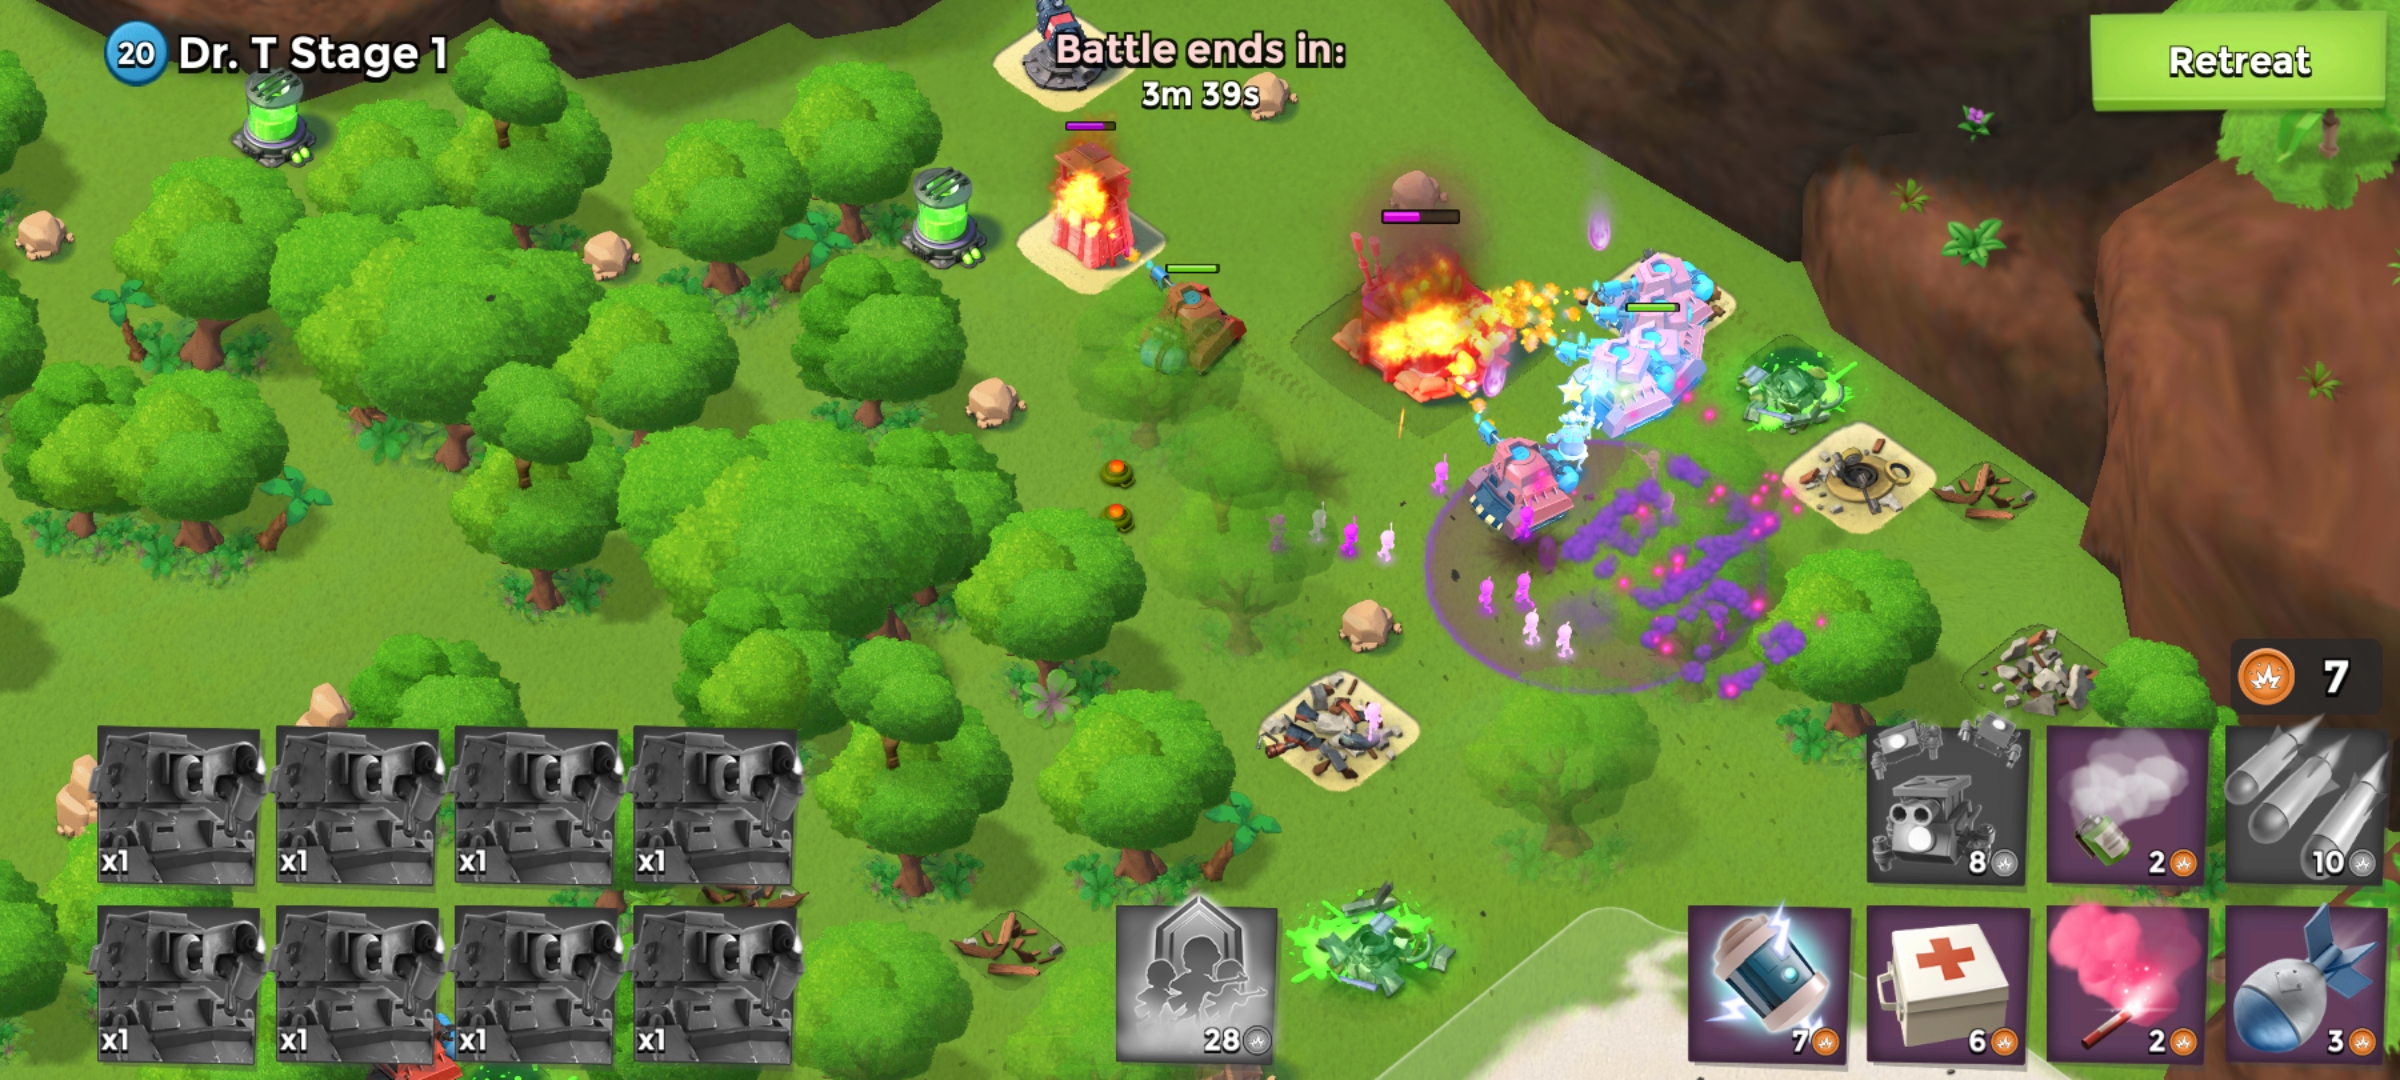 20 Dr. T Stage 1
Battle ends in:
3m 39s
Retreat
7
x1 x1 x1 x1
8 2 10
x1 x1 x1 x1
28 7 6 2 3